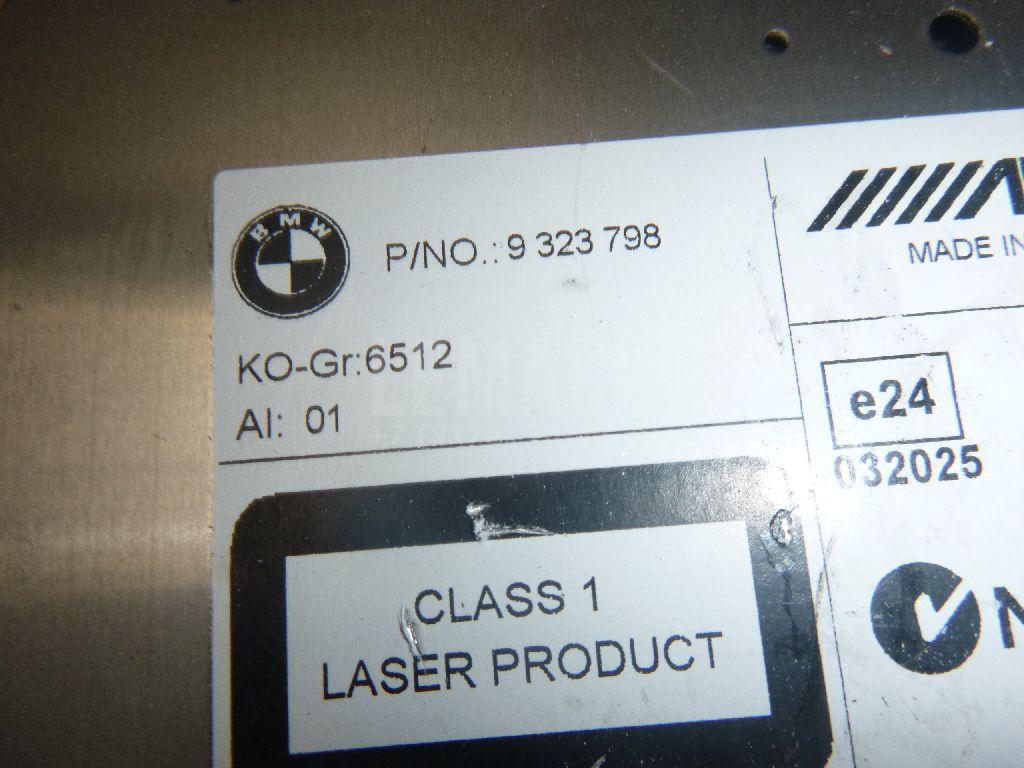 BMW
P/NO.: 9 323 798
MADE IN
KO-Gr:6512
AI: 01
e24
032025
CLASS 1
LASER PRODUCT
N